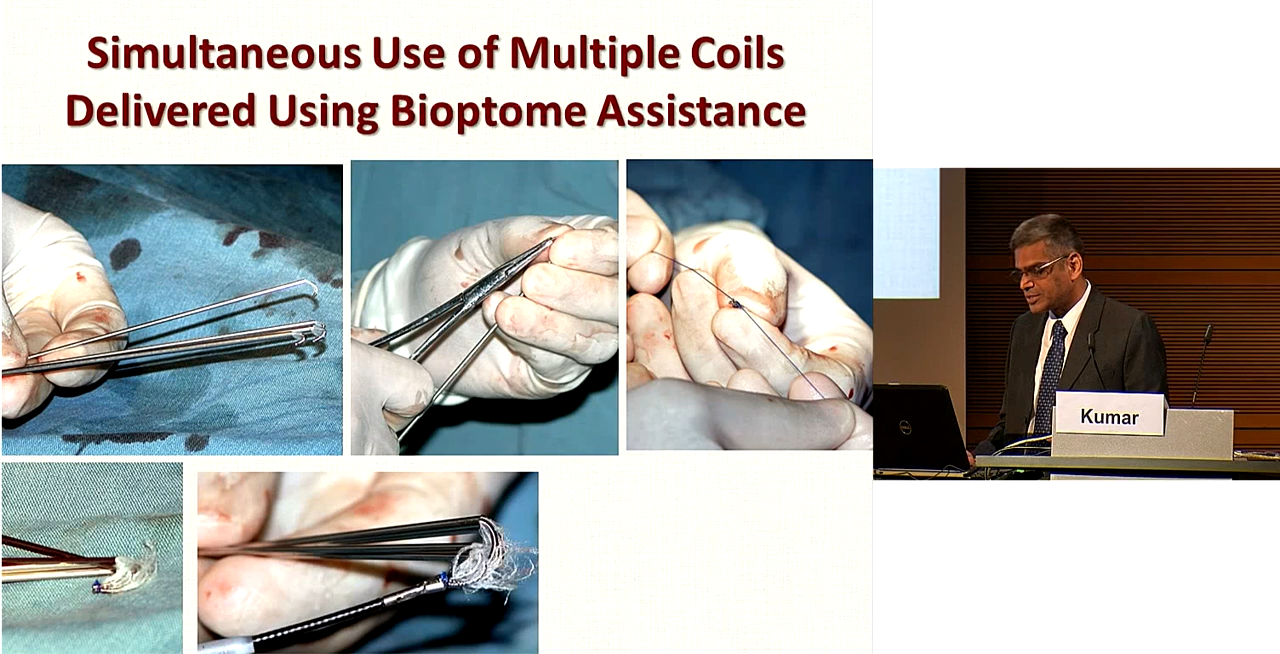 Simultaneous Use of Multiple Coils
Delivered Using Bioptome Assistance
Kumar